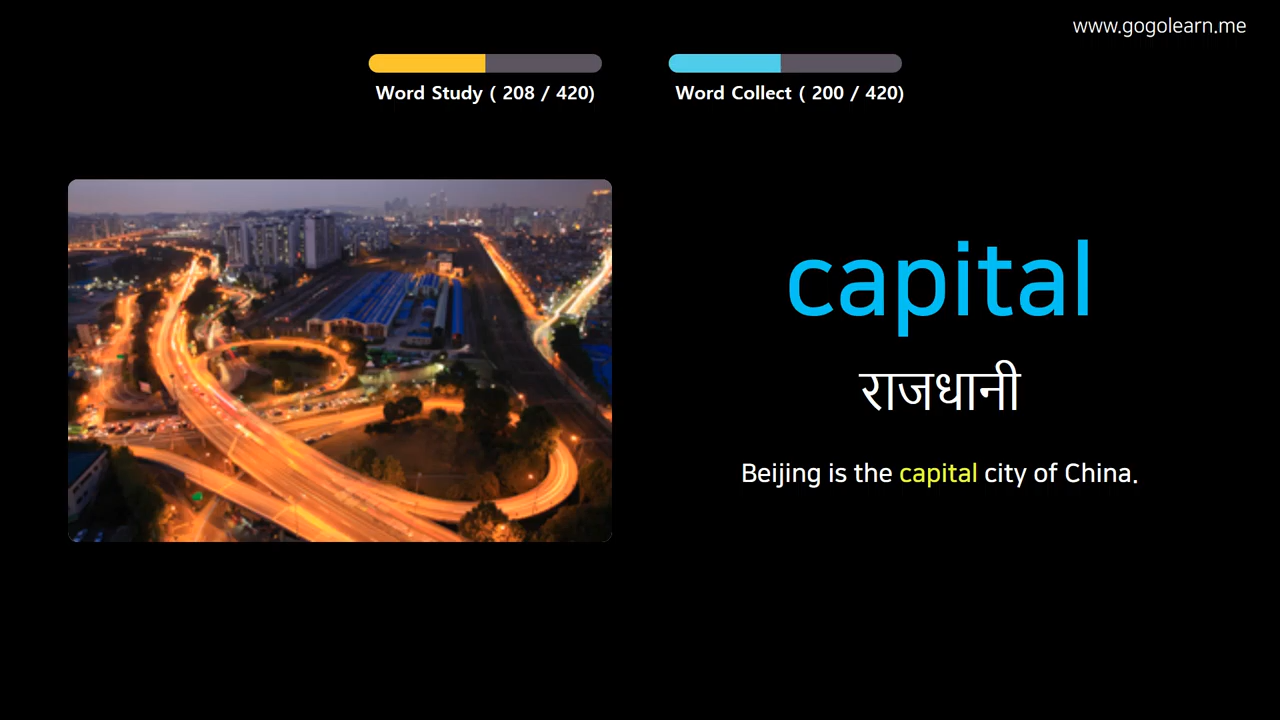 www.gogolearn.me
Word Study ( 208 / 420)
Word Collect ( 200 / 420)
capital
राजधानी
Beijing is the capital city of China.